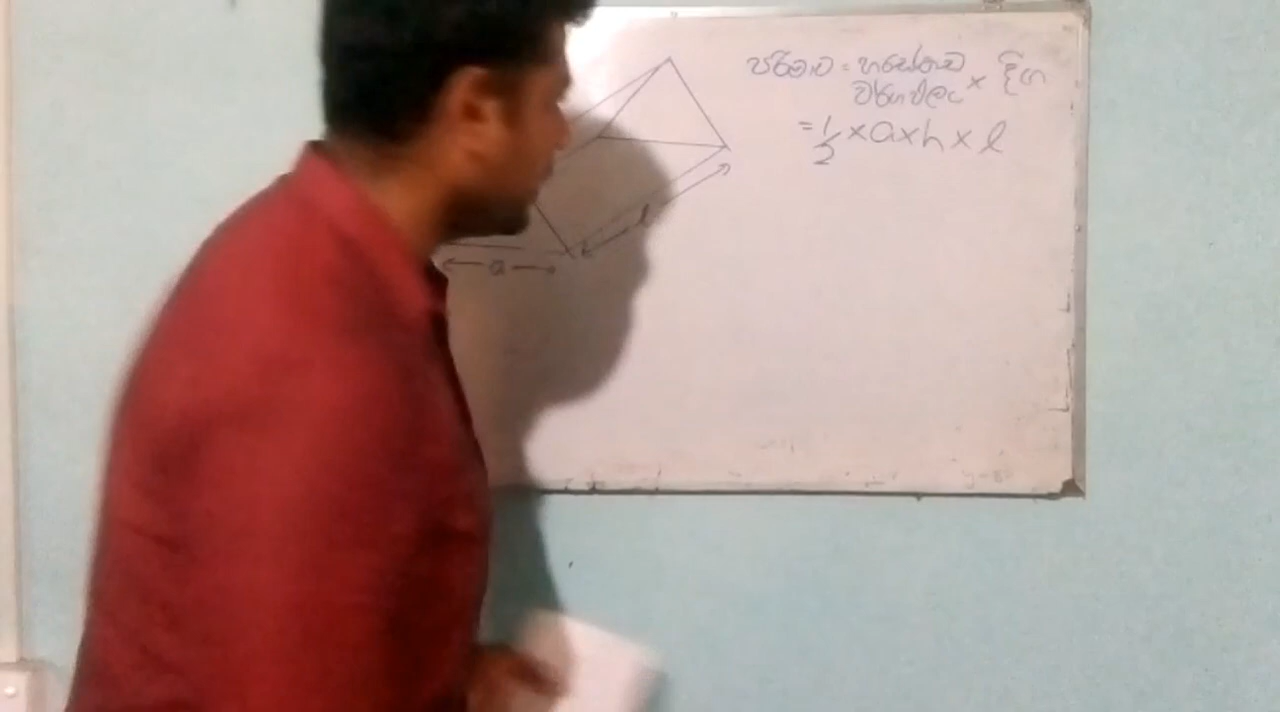 පරිමාව = හරස්කඩ
වර්ගඵලය × දිග
= 1/2 × a × h × l
l
a